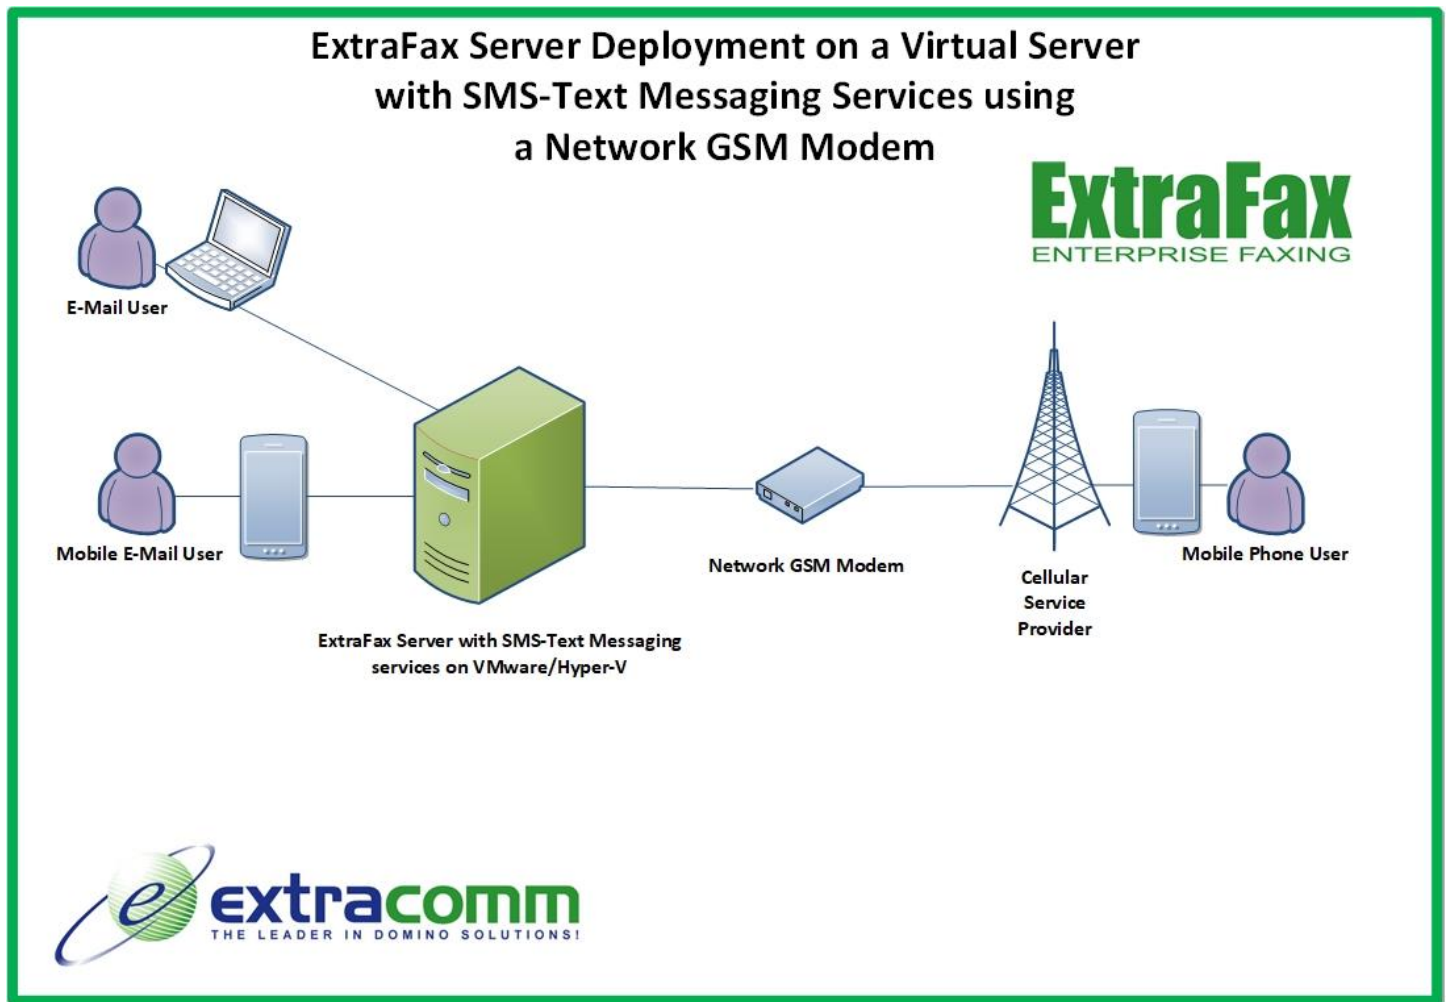 ExtraFax Server Deployment on a Virtual Server
with SMS-Text Messaging Services using
a Network GSM Modem
ExtraFax
ENTERPRISE FAXING
E-Mail User
Mobile E-Mail User
ExtraFax Server with SMS-Text Messaging
services on VMware/Hyper-V
Network GSM Modem
Cellular
Service
Provider
Mobile Phone User
e extracomm
THE LEADER IN DOMINO SOLUTIONS!